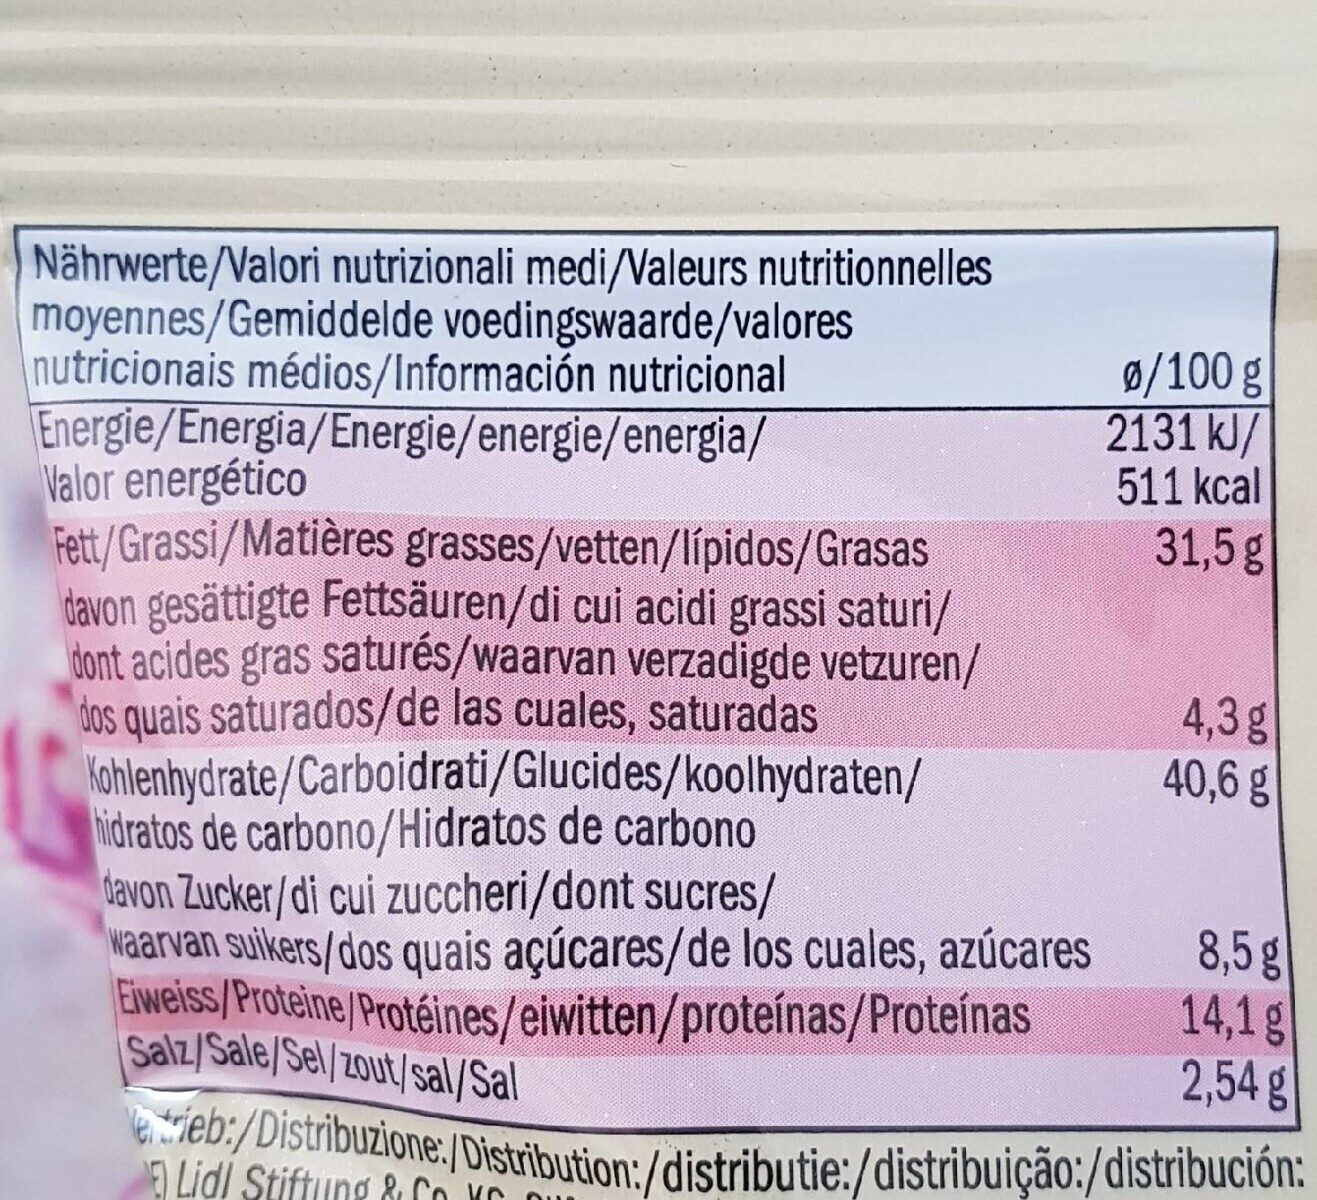 Nährwerte/Valori nutrizionali medi/Valeurs nutritionnelles
moyennes/Gemiddelde voedingswaarde/valores
nutricionais médios/Información nutricional ø/100 g
Energie/Energia/Energie/energie/energia/ 2131 kJ/
Valor energético 511 kcal
Fett/Grassi/Matières grasses/vetten/lípidos/Grasas 31,5 g
davon gesättigte Fettsäuren/di cui acidi grassi saturi/
dont acides gras saturés/waarvan verzadigde vetzuren/
dos quais saturados/de las cuales, saturadas 4,3 g
Kohlenhydrate/Carboidrati/Glucides/koolhydraten/ 40,6 g
hidratos de carbono/Hidratos de carbono
davon Zucker/di cui zuccheri/dont sucres/
waarvan suikers/dos quais açúcares/de los cuales, azúcares 8,5 g
Eiweiss/Proteine/Protéines/eiwitten/proteínas/Proteínas 14,1 g
Salz/Sale/Sel/zout/sal/Sal 2,54 g
Vertrieb:/Distribuzione:/Distribution:/distributie:/distribuição:/distribución:
Lidl Stiftung & Co. KG